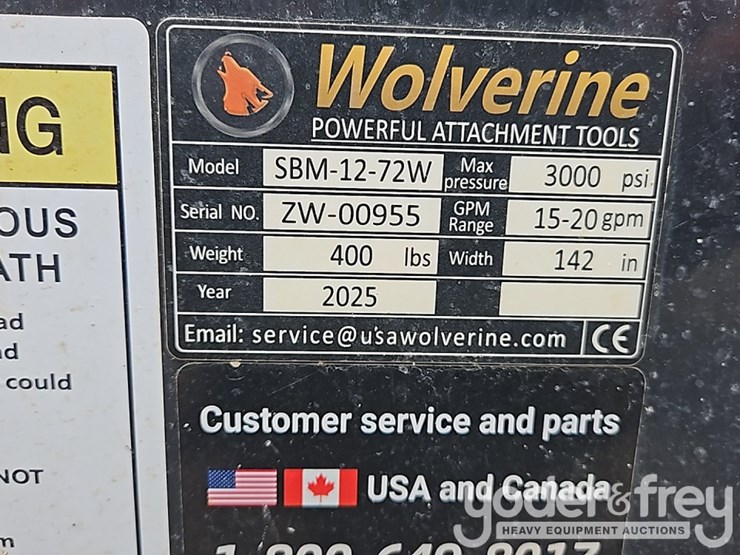 NG
OUS
ATH
ad
nd
could
NOT
m
Wolverine
POWERFUL ATTACHMENT TOOLS
Model SBM-12-72W Max pressure 3000 psi
Serial NO. ZW-00955 GPM Range 15-20 gpm
Weight 400 lbs Width 142 in
Year 2025
Email: service@usawolverine.com CE
Customer service and parts
USA and Canada
yoder&frey
HEAVY EQUIPMENT AUCTIONS